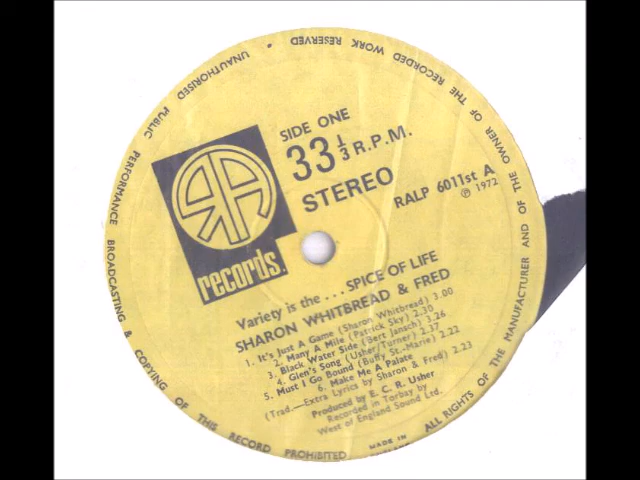 UNAUTHORISED PUBLIC PERFORMANCE BROADCASTING & COPYING OF THIS RECORD PROHIBITED
ALL RIGHTS OF THE MANUFACTURER AND OF THE OWNER OF THE RECORDED WORK RESERVED •
MADE IN
SIDE ONE
33 1/3 R.P.M.
STEREO
RALP 6011st A
℗ 1972
RA
records.
Variety is the . . . SPICE OF LIFE
SHARON WHITBREAD & FRED
1. It's Just A Game (Sharon Whitbread) 3.00
2. Many A Mile (Patrick Sky) 2.30
3. Black Water Side (Bert Jansch) 3.26
4. Glen's Song (Usher/Turner) 2.37
5. Must I Go Bound (Buffy St.-Marie) 2.22
6. Make Me A Palate
(Trad.—Extra Lyrics by Sharon & Fred) 2.23
Produced by E. C. R. Usher
Recorded in Torbay by
West of England Sound Ltd.